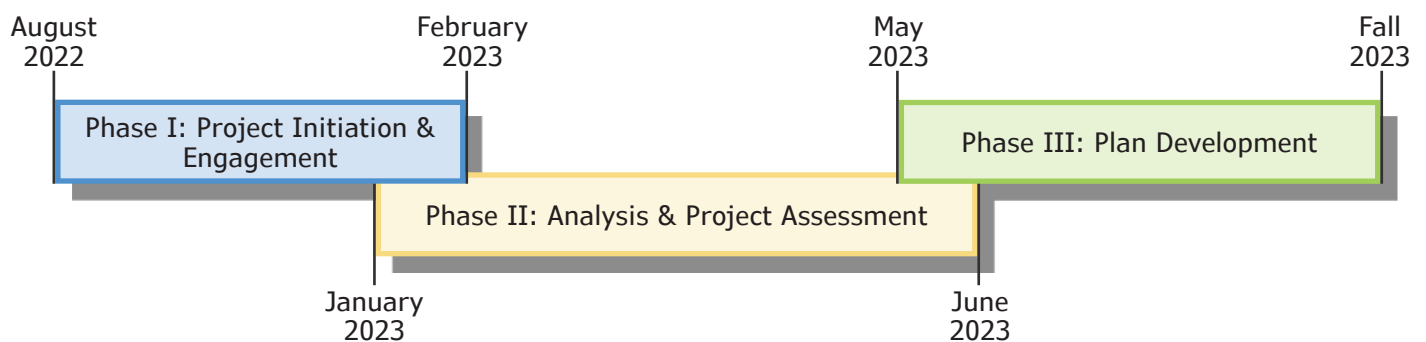 August
2022
February
2023
May
2023
Fall
2023
Phase I: Project Initiation &
Engagement
Phase III: Plan Development
Phase II: Analysis & Project Assessment
January
2023
June
2023